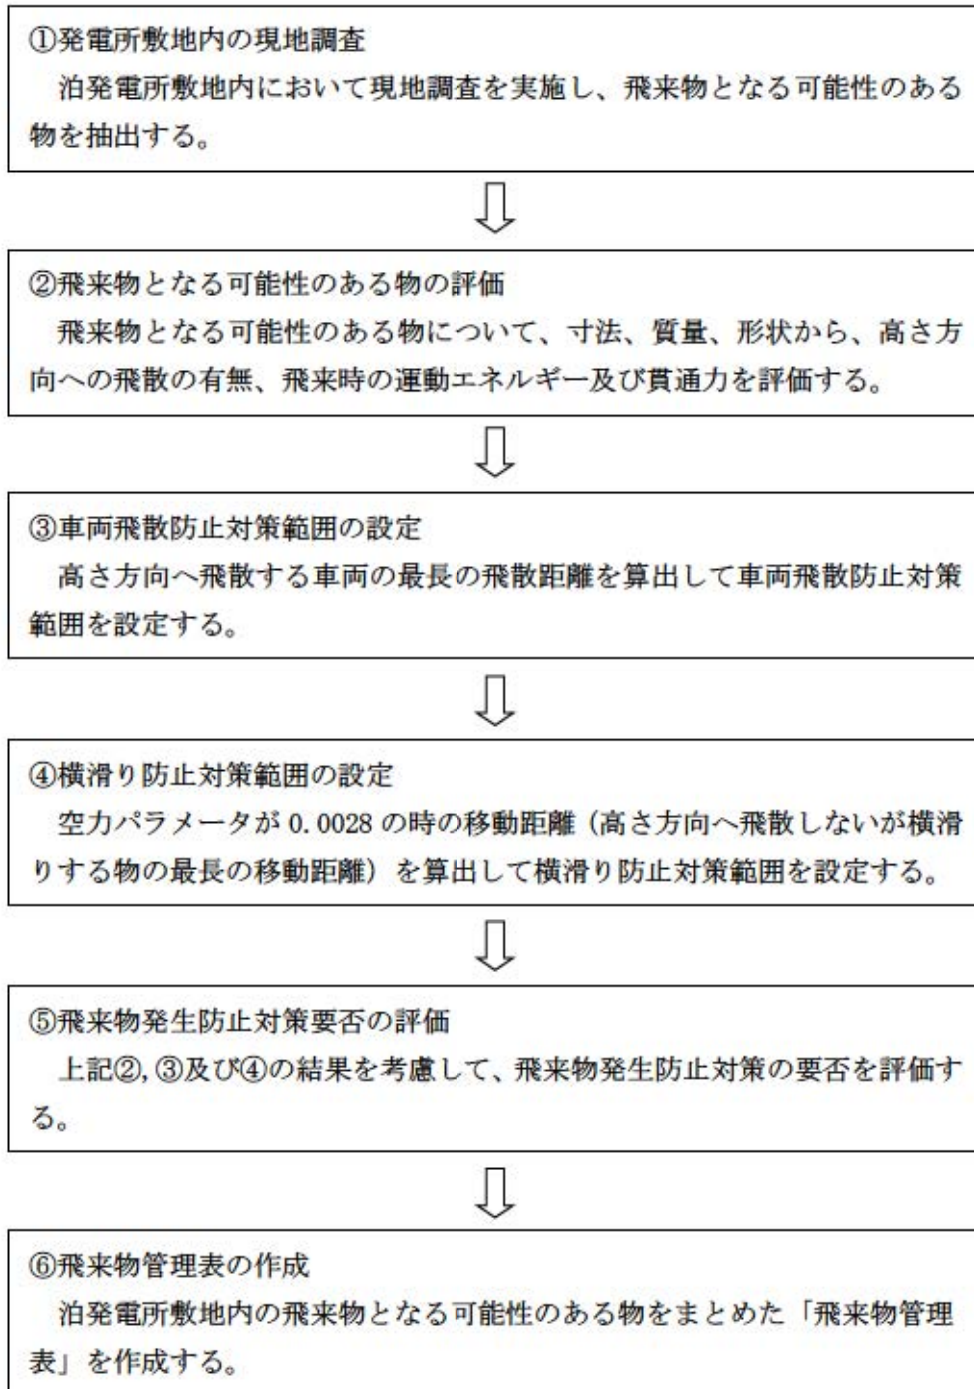 ①発電所敷地内の現地調査
泊発電所敷地内において現地調査を実施し、飛来物となる可能性のある
物を抽出する。
②飛来物となる可能性のある物の評価
飛来物となる可能性のある物について、寸法、質量、形状から、高さ方
向への飛散の有無、飛来時の運動エネルギー及び貫通力を評価する。
③車両飛散防止対策範囲の設定
高さ方向へ飛散する車両の最長の飛散距離を算出して車両飛散防止対策
範囲を設定する。
④横滑り防止対策範囲の設定
空力パラメータが 0.0028 の時の移動距離（高さ方向へ飛散しないが横滑
りする物の最長の移動距離）を算出して横滑り防止対策範囲を設定する。
⑤飛来物発生防止対策要否の評価
上記②,③及び④の結果を考慮して、飛来物発生防止対策の要否を評価す
る。
⑥飛来物管理表の作成
泊発電所敷地内の飛来物となる可能性のある物をまとめた「飛来物管理
表」を作成する。